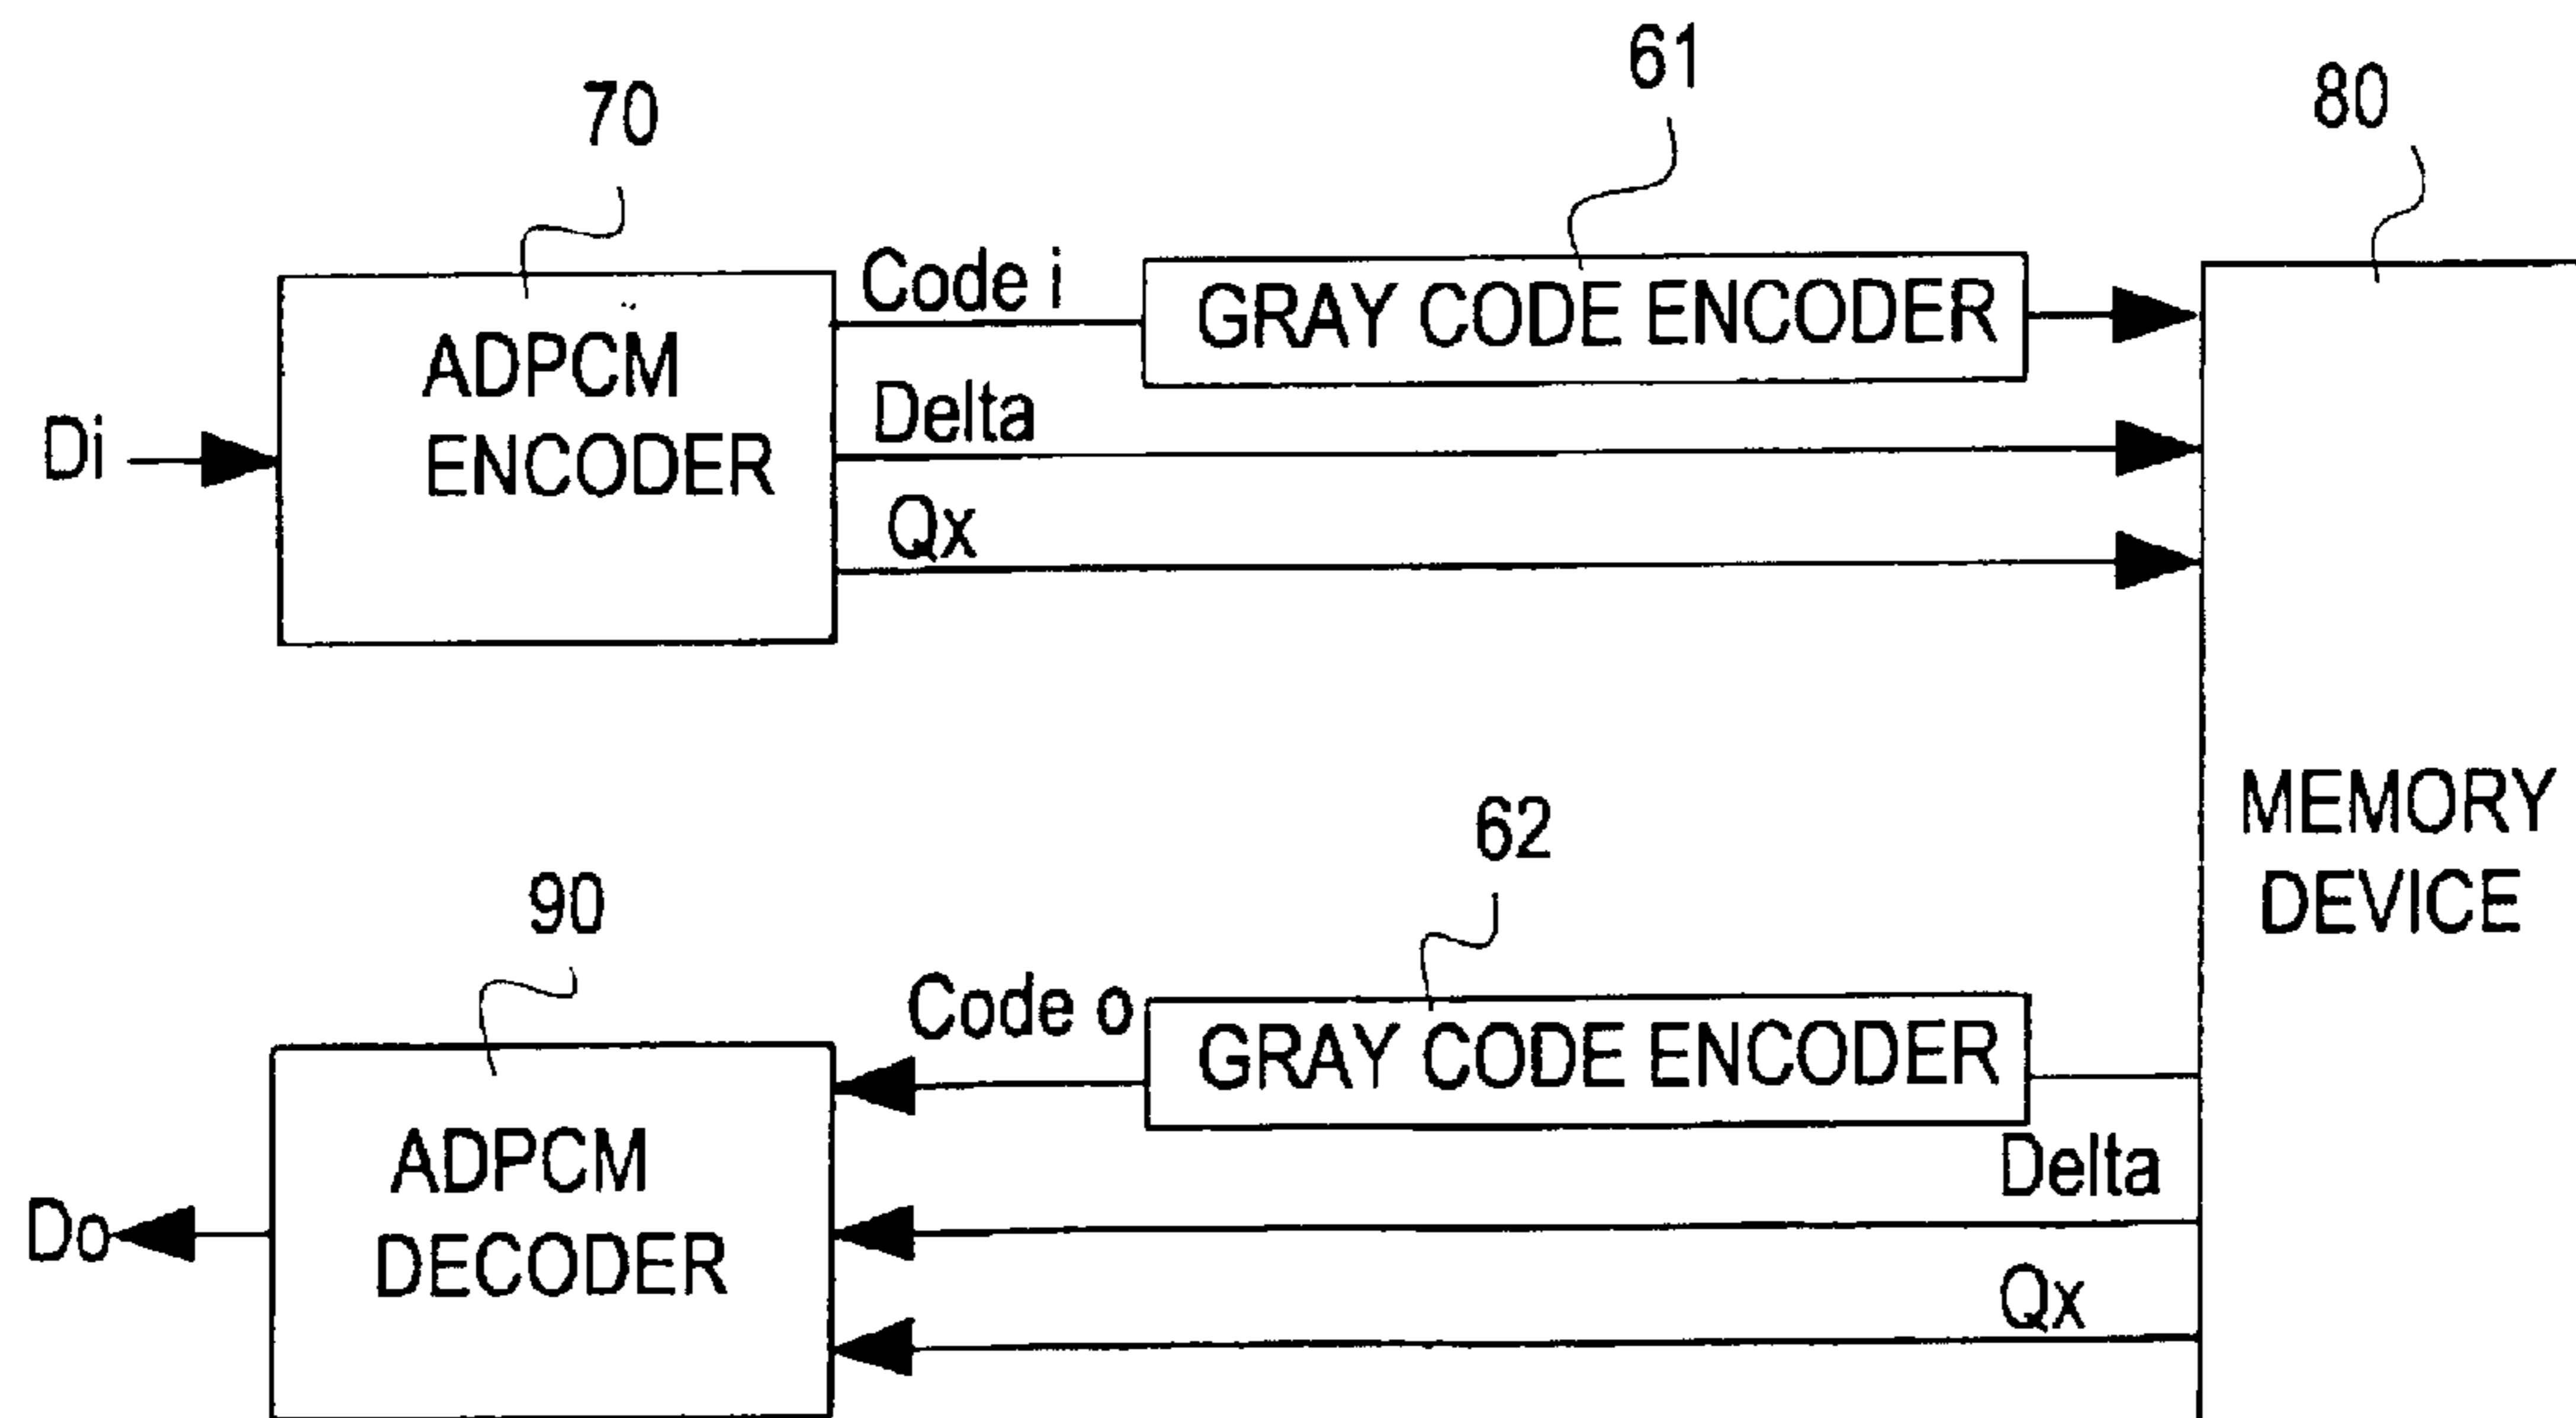 61
80
70
Code i
GRAY CODE ENCODER
ADPCM
ENCODER
Delta
Di
Qx
MEMORY
DEVICE
62
90
Code o
GRAY CODE ENCODER
ADPCM
DECODER
Delta
Do
Qx